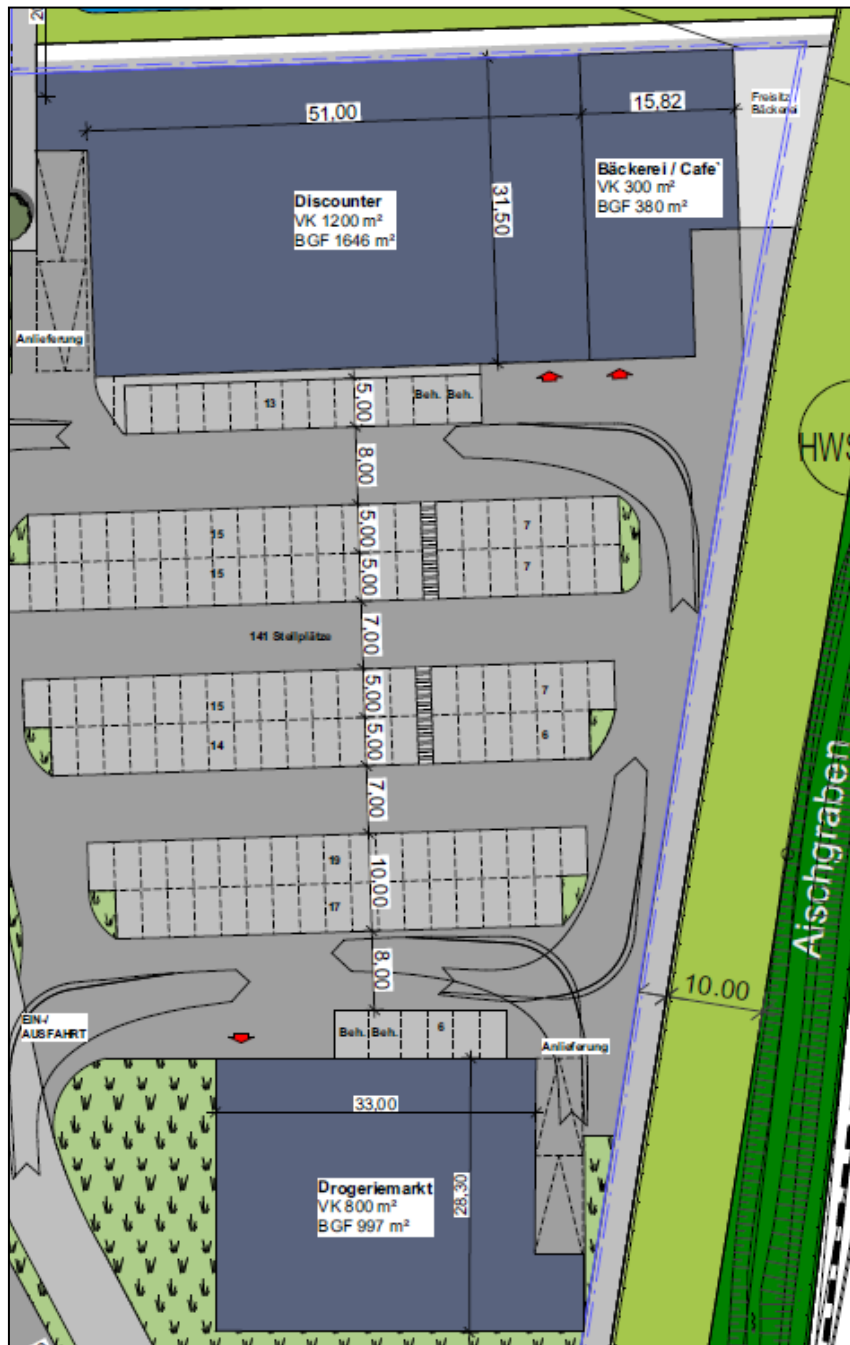 51,00
15,82
Freisitz
Bäckerei
Discounter
VK 1200 m²
BGF 1646 m²
31,50
Bäckerei / Cafe`
VK 300 m²
BGF 380 m²
Anlieferung
13
Beh. Beh.
5,00
8,00
HWS
15
7
5,00
15
7
5,00
141 Stellplätze
7,00
15
7
5,00
14
6
5,00
7,00
19
10,00
17
8,00
10.00
Aischgraben
EIN-/
AUSFAHRT
Beh. Beh.
6
Anlieferung
33,00
28,30
Drogeriemarkt
VK 800 m²
BGF 997 m²